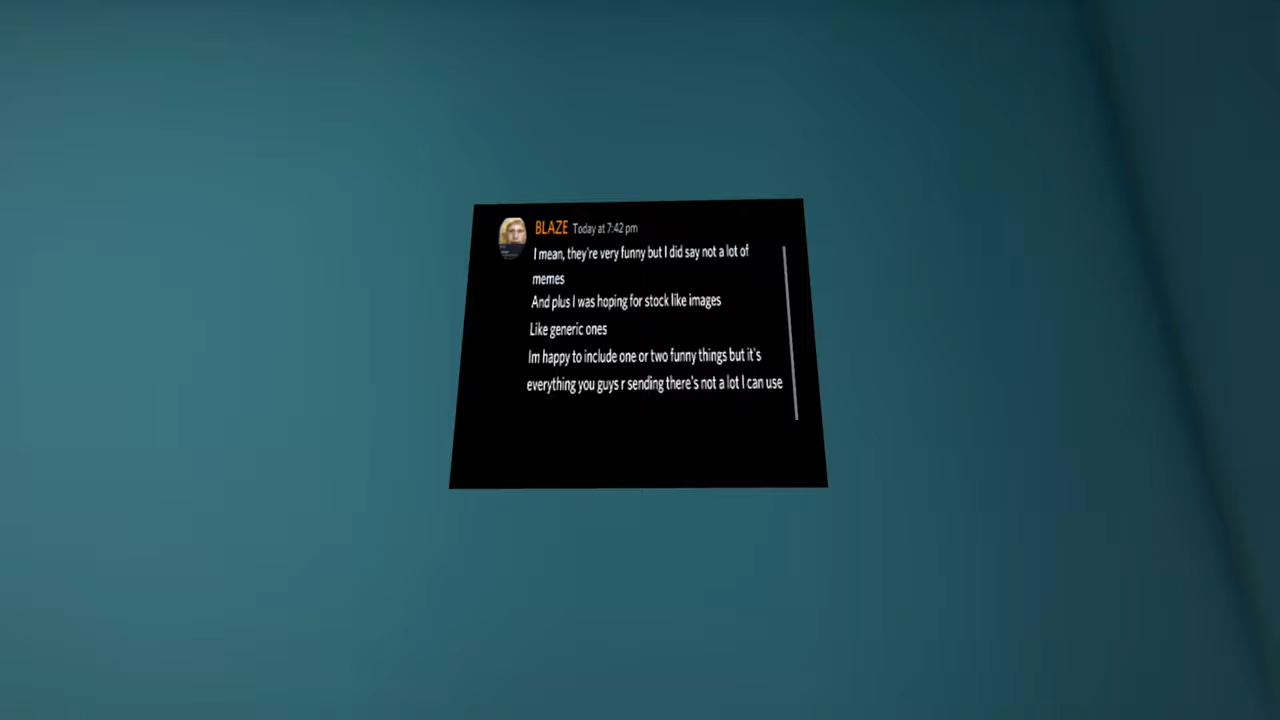 BLAZE Today at 7:42 pm
I mean, they're very funny but I did say not a lot of
memes
And plus I was hoping for stock like images
Like generic ones
Im happy to include one or two funny things but it's
everything you guys r sending there's not a lot I can use